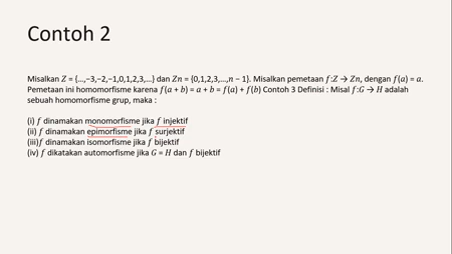 Contoh 2
Misalkan Z = {...,−3,−2,−1,0,1,2,3,...} dan Zn = {0,1,2,3,...,n − 1}. Misalkan pemetaan f:Z → Zn, dengan f(a) = a.
Pemetaan ini homomorfisme karena f(a + b) = a + b = f(a) + f(b) Contoh 3 Definisi : Misal f:G → H adalah
sebuah homomorfisme grup, maka :
(i) f dinamakan monomorfisme jika f injektif
(ii) f dinamakan epimorfisme jika f surjektif
(iii)f dinamakan isomorfisme jika f bijektif
(iv) f dikatakan automorfisme jika G = H dan f bijektif